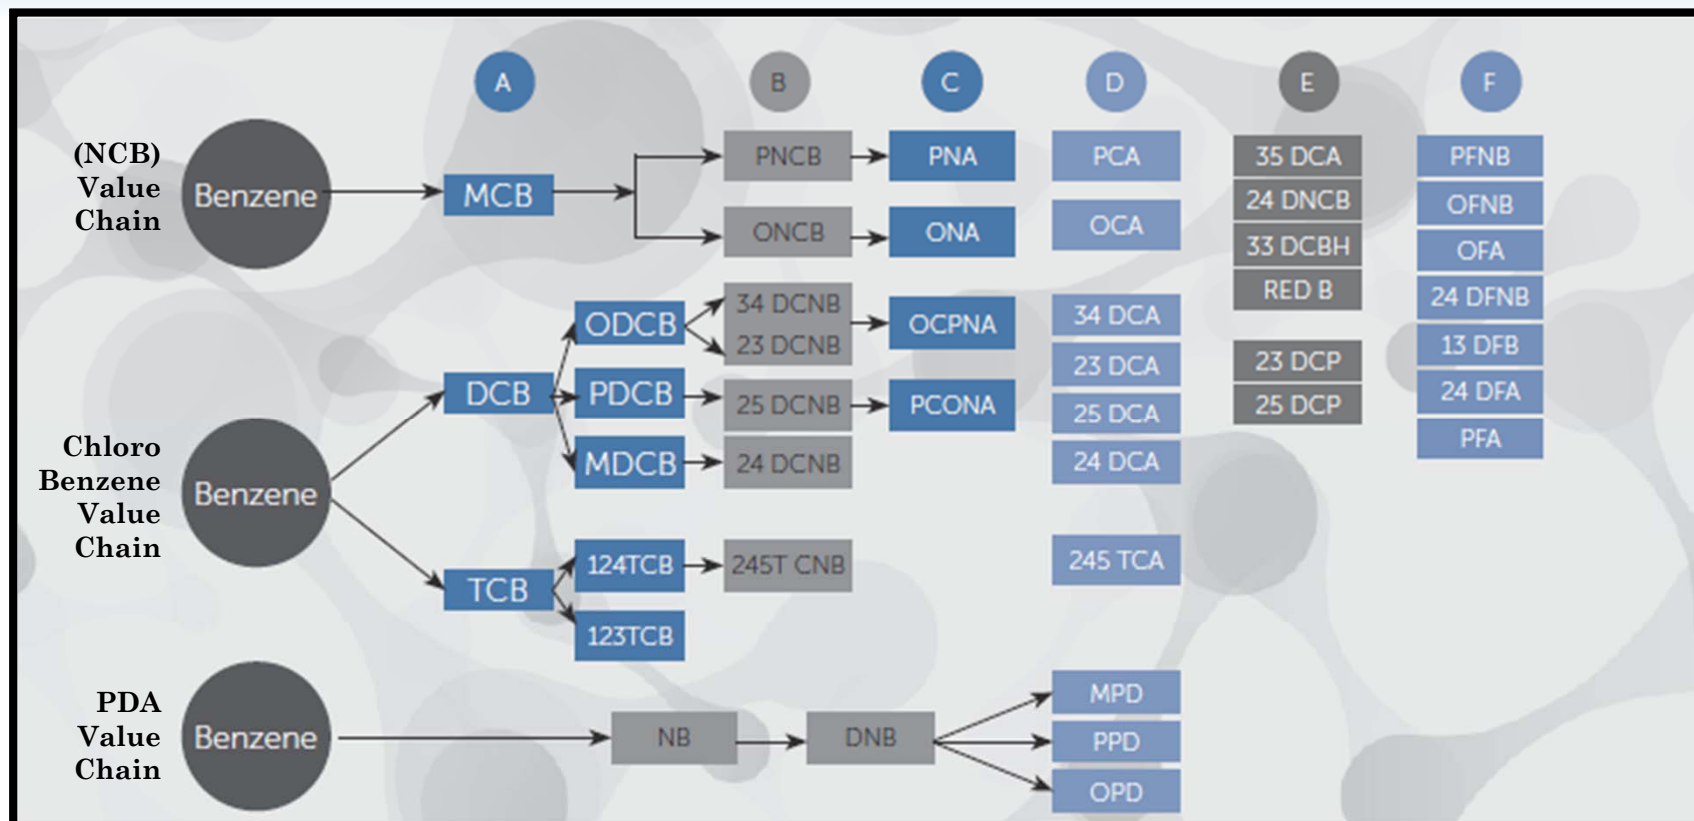 A
B
C
D
E
F
(NCB)
Value
Chain
Benzene
MCB
PNCB
ONCB
PNA
ONA
PCA
OCA
35 DCA
24 DNCB
33 DCBH
RED B
23 DCP
25 DCP
PFNB
OFNB
OFA
24 DFNB
13 DFB
24 DFA
PFA
Chloro
Benzene
Value
Chain
Benzene
DCB
TCB
ODCB
PDCB
MDCB
124TCB
123TCB
34 DCNB
23 DCNB
25 DCNB
24 DCNB
245T CNB
OCPNA
PCONA
34 DCA
23 DCA
25 DCA
24 DCA
245 TCA
PDA
Value
Chain
Benzene
NB
DNB
MPD
PPD
OPD